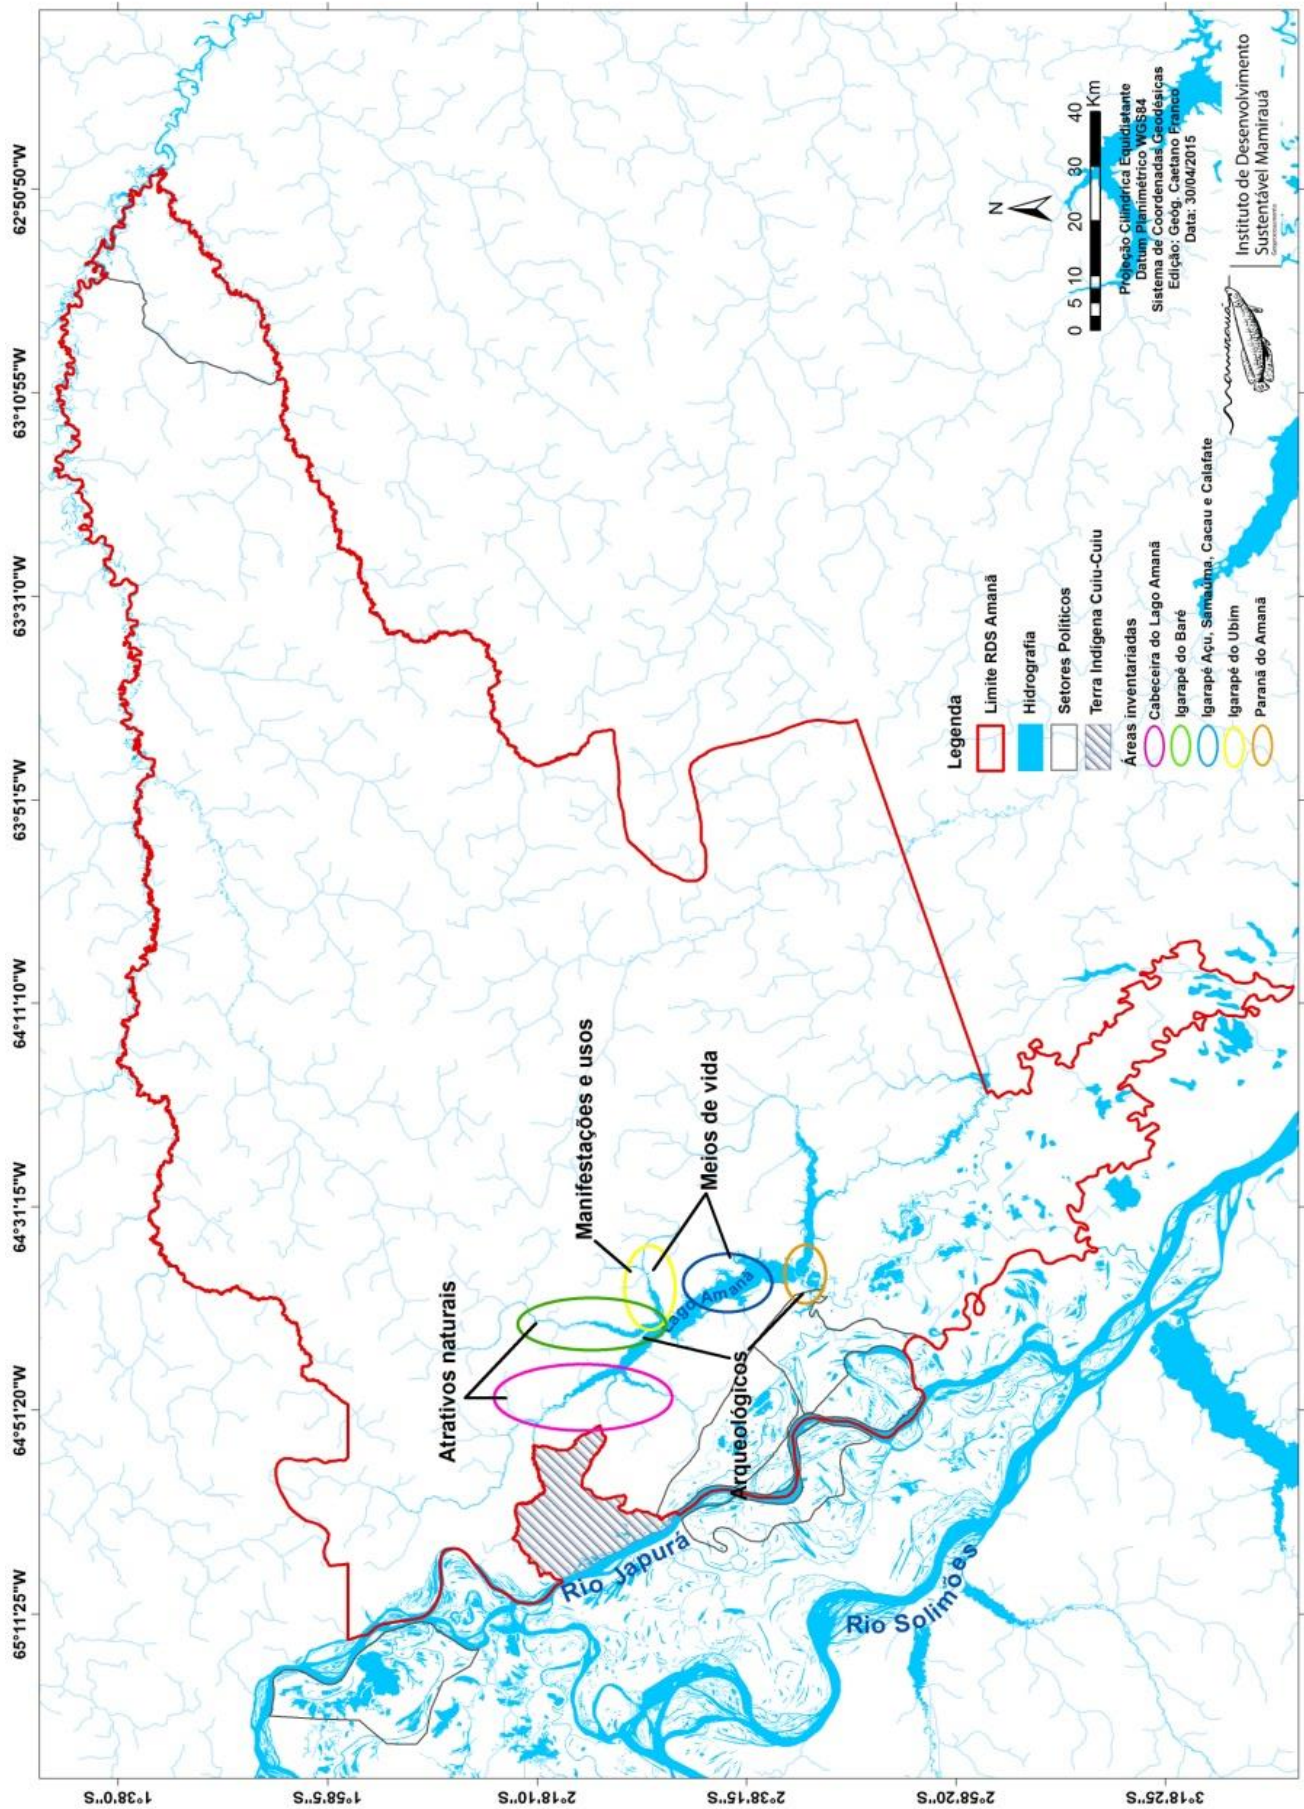 65°11'25"W
64°51'20"W
64°31'15"W
64°11'10"W
63°51'5"W
63°31'0"W
63°10'55"W
62°50'50"W
1°38'0"S
1°58'5"S
2°18'10"S
2°38'15"S
2°58'20"S
3°18'25"S
Atrativos naturais
Manifestações e usos
Meios de vida
Lago Amanã
Arqueológicos
Rio Japurá
Rio Solimões
Legenda
Limite RDS Amanã
Hidrografia
Setores Políticos
Terra Indígena Cuiu-Cuiu
Áreas inventariadas
Cabeceira do Lago Amanã
Igarapé do Baré
Igarapé Açu, Samaúma, Cacau e Calafate
Igarapé do Ubim
Paranã do Amanã
N
0 5 10 20 30 40
Km
Projeção Cilíndrica Equidistante
Datum Planimétrico WGS84
Sistema de Coordenadas Geodésicas
Edição: Geóg. Caetano Franco
Data: 30/04/2015
mamirauá
Instituto de Desenvolvimento
Sustentável Mamirauá